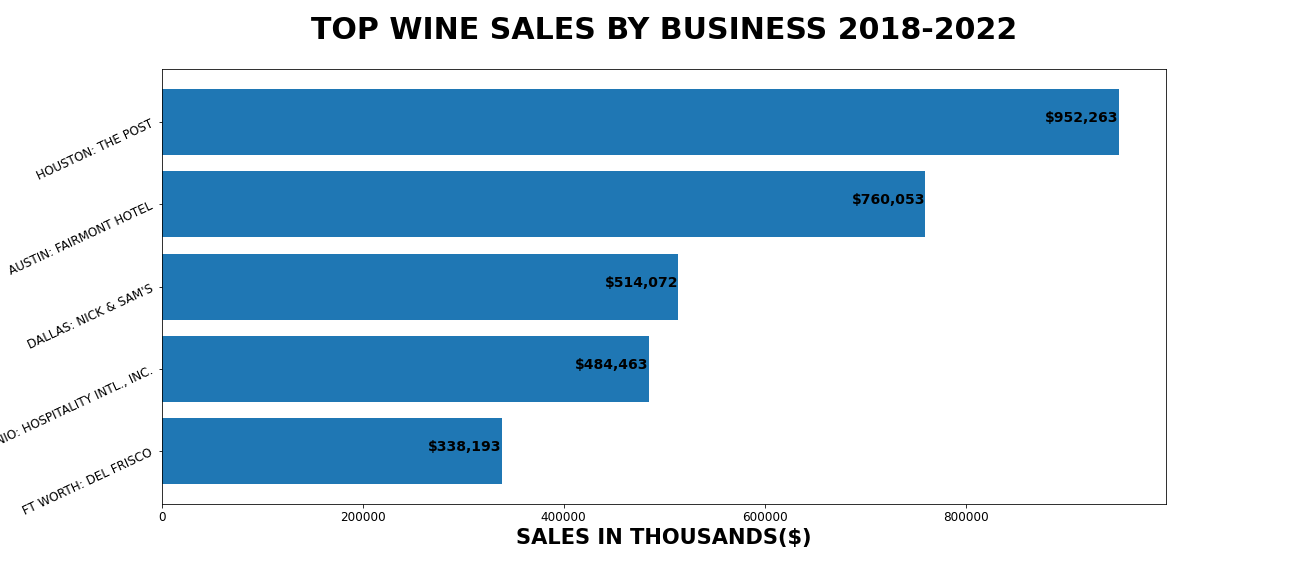 TOP WINE SALES BY BUSINESS 2018-2022
HOUSTON: THE POST
$952,263
AUSTIN: FAIRMONT HOTEL
$760,053
DALLAS: NICK & SAM'S
$514,072
HOSPITALITY INTL., INC.
$484,463
FT WORTH: DEL FRISCO
$338,193
0 200000 400000 600000 800000
SALES IN THOUSANDS($)